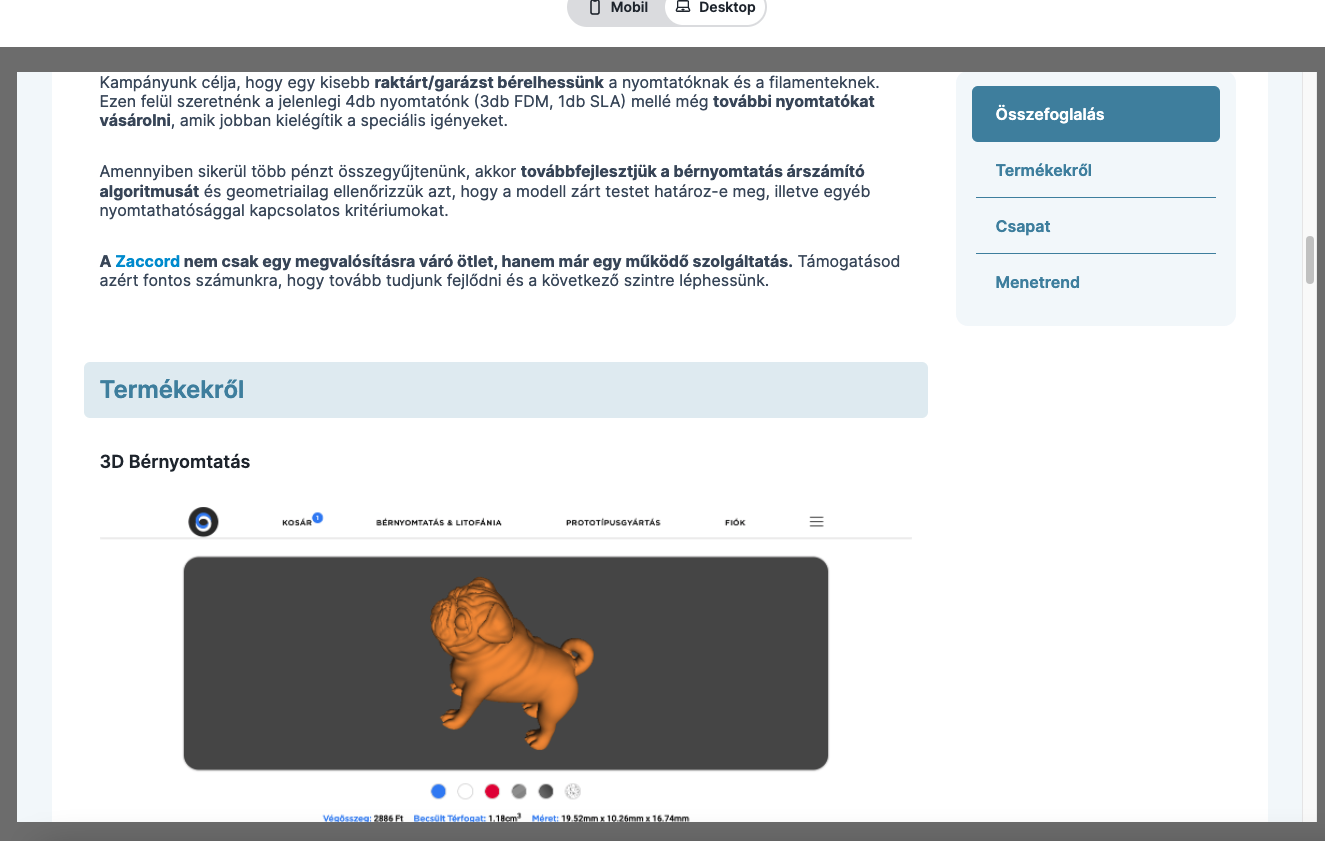 Mobil
Desktop
Kampányunk célja, hogy egy kisebb raktárt/garázst bérelhessünk a nyomtatóknak és a filamenteknek.
Ezen felül szeretnénk a jelenlegi 4db nyomtatónk (3db FDM, 1db SLA) mellé még további nyomtatókat
vásárolni, amik jobban kielégítik a speciális igényeket.
Amennyiben sikerül több pénzt összegyűjtenünk, akkor továbbfejlesztjük a bérnyomtatás árszámító
algoritmusát és geometriailag ellenőrizzük azt, hogy a modell zárt testet határoz-e meg, illetve egyéb
nyomtathatósággal kapcsolatos kritériumokat.
A Zaccord nem csak egy megvalósításra váró ötlet, hanem már egy működő szolgáltatás. Támogatásod
azért fontos számunkra, hogy tovább tudjunk fejlődni és a következő szintre léphessünk.
Összefoglalás
Termékekről
Csapat
Menetrend
Termékekről
3D Bérnyomtatás
KOSÁR 1
BÉRNYOMTATÁS & LITOFÁNIA
PROTOTÍPUSGYÁRTÁS
FIÓK
Végösszeg: 2886 Ft Becsült Térfogat: 1.18cm³ Méret: 19.52mm x 10.26mm x 16.74mm